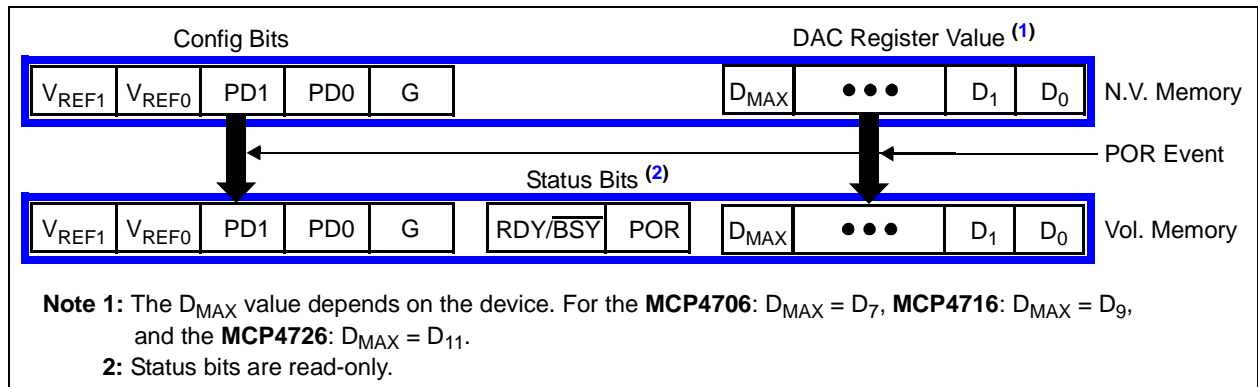 Config Bits DAC Register Value (1)
VREF1 VREF0 PD1 PD0 G DMAX ●●● D1 D0 N.V. Memory
POR Event
Status Bits (2)
VREF1 VREF0 PD1 PD0 G RDY/BSY POR DMAX ●●● D1 D0 Vol. Memory
Note 1: The DMAX value depends on the device. For the MCP4706: DMAX = D7, MCP4716: DMAX = D9,
and the MCP4726: DMAX = D11.
2: Status bits are read-only.